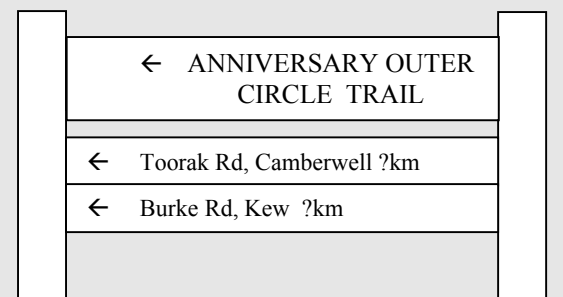 ← ANNIVERSARY OUTER
CIRCLE TRAIL
← Toorak Rd, Camberwell ?km
← Burke Rd, Kew ?km